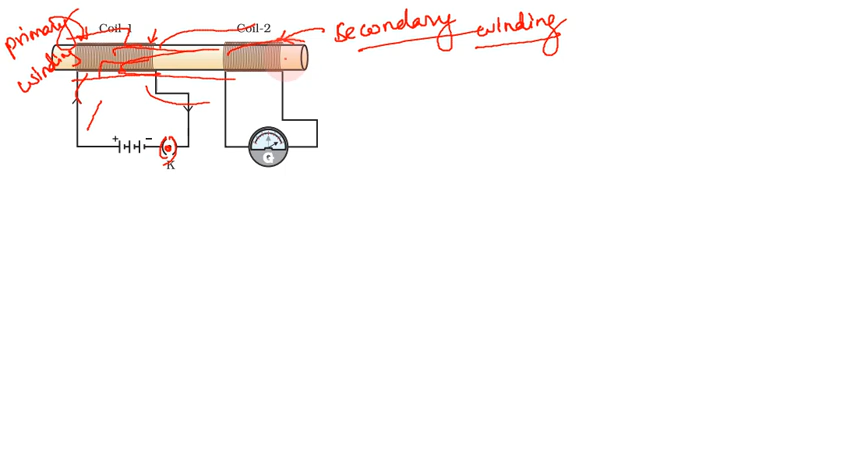 primary
winding
Coil-1
Coil-2
secondary winding
+
−
K
G